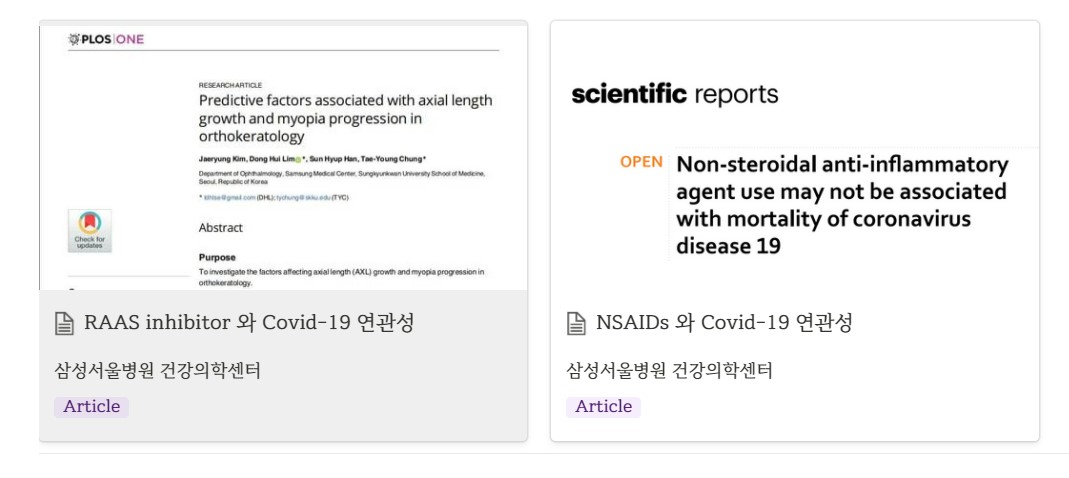 PLOS ONE
RESEARCH ARTICLE
Predictive factors associated with axial length
growth and myopia progression in
orthokeratology
Jaeryung Kim, Dong Hui Lim*, Sun Hyup Han, Tae-Young Chung*
Department of Ophthalmology, Samsung Medical Center, Sungkyunkwan University School of Medicine,
Seoul, Republic of Korea
(DHL); tychung@skku.edu (TYC)
Check for
updates
Abstract
Purpose
To investigate the factors affecting axial length (AXL) growth and myopia progression in
orthokeratology.
RAAS inhibitor 와 Covid-19 연관성
삼성서울병원 건강의학센터
Article
scientific reports
OPEN Non-steroidal anti-inflammatory
agent use may not be associated
with mortality of coronavirus
disease 19
NSAIDs 와 Covid-19 연관성
삼성서울병원 건강의학센터
Article